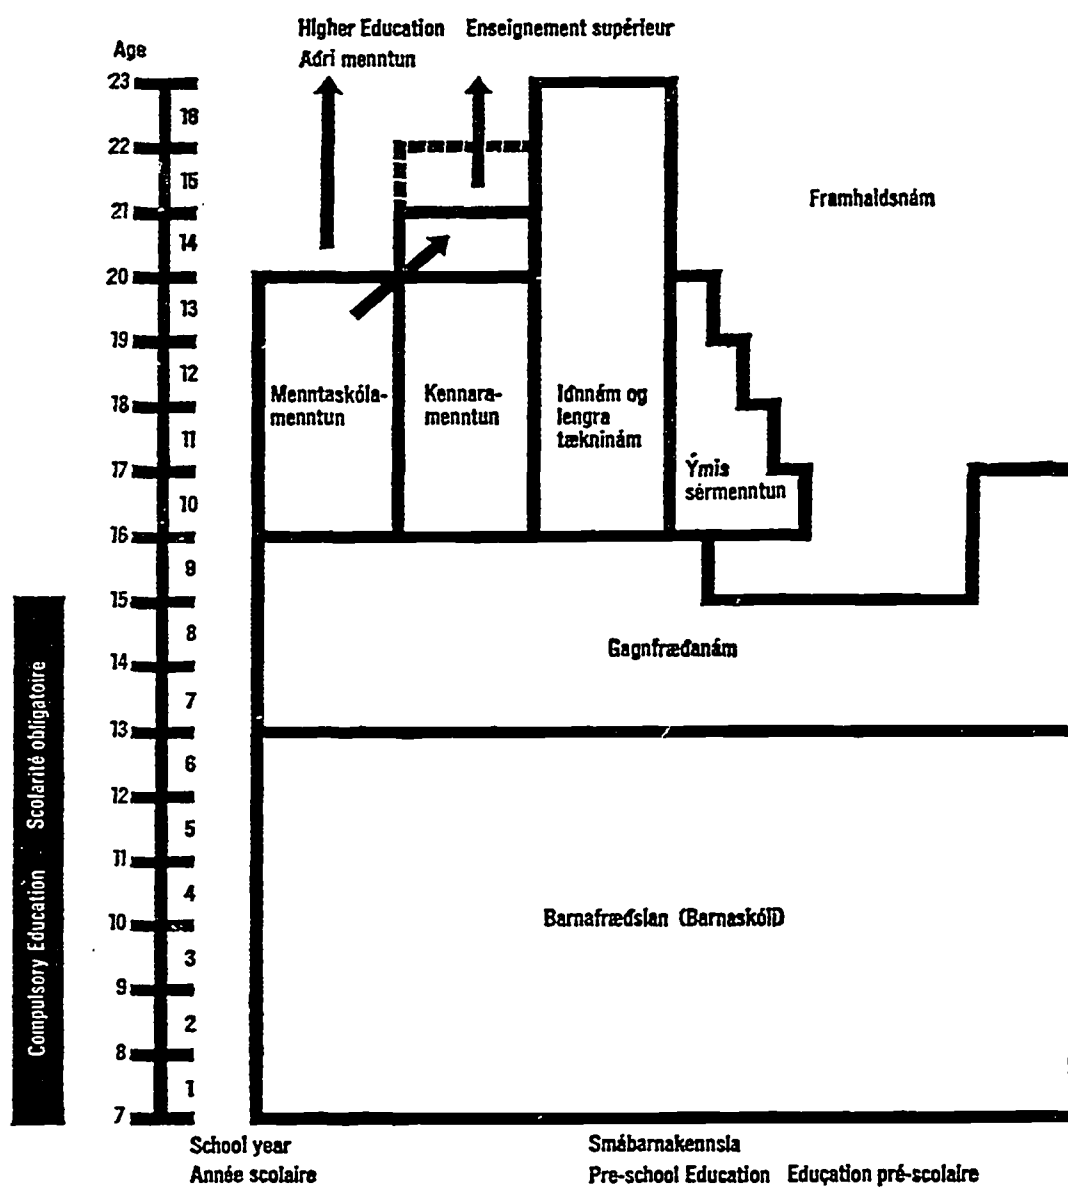 Higher Education Enseignement supérieur
Aðri menntun
Age
23
18
22
15
21
14
20
13
19
12
18
11
17
10
16
9
15
8
14
7
13
6
12
5
11
4
10
3
9
2
8
1
7
Framhaldsnám
Menntaskóla-
menntun
Kennara-
menntun
Iðnnám og
lengra
tækninám
Ýmis
sérmenntun
Gagnfræðanám
Barnafræðslan (Barnaskóli)
Compulsory Education Scolarité obligatoire
School year
Année scolaire
Smábarnakennsla
Pre-school Education Éducation pré-scolaire